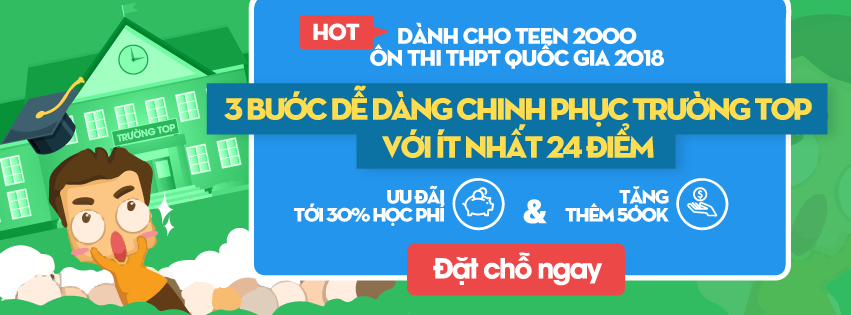 HOT
DÀNH CHO TEEN 2000
ÔN THI THPT QUỐC GIA 2018
3 BƯỚC DỄ DÀNG CHINH PHỤC TRƯỜNG TOP
VỚI ÍT NHẤT 24 ĐIỂM
TRƯỜNG TOP
ƯU ĐÃI
TỚI 30% HỌC PHÍ
&
TĂNG
THÊM 500K
$
Đặt chỗ ngay